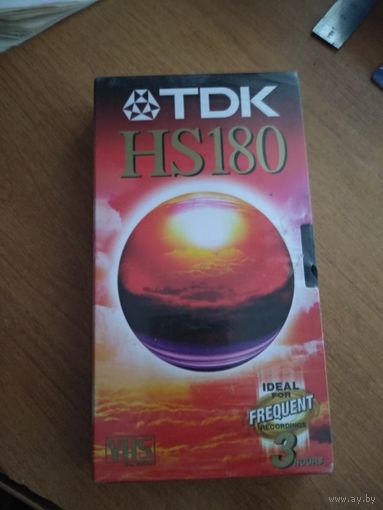 TDK
HS180
IDEAL
FOR
FREQUENT
RECORDINGS
3 HOURS
VHS
www.ay.by